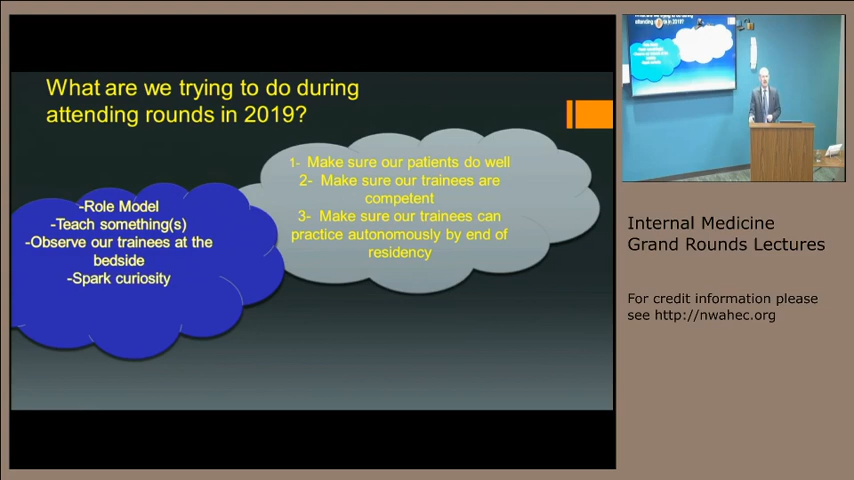 What are we trying to do during
attending rounds in 2019?
1- Make sure our patients do well
2- Make sure our trainees are
competent
3- Make sure our trainees can
practice autonomously by end of
residency
-Role Model
-Teach something(s)
-Observe our trainees at the
bedside
-Spark curiosity
Internal Medicine
Grand Rounds Lectures
For credit information please
see http://nwahec.org